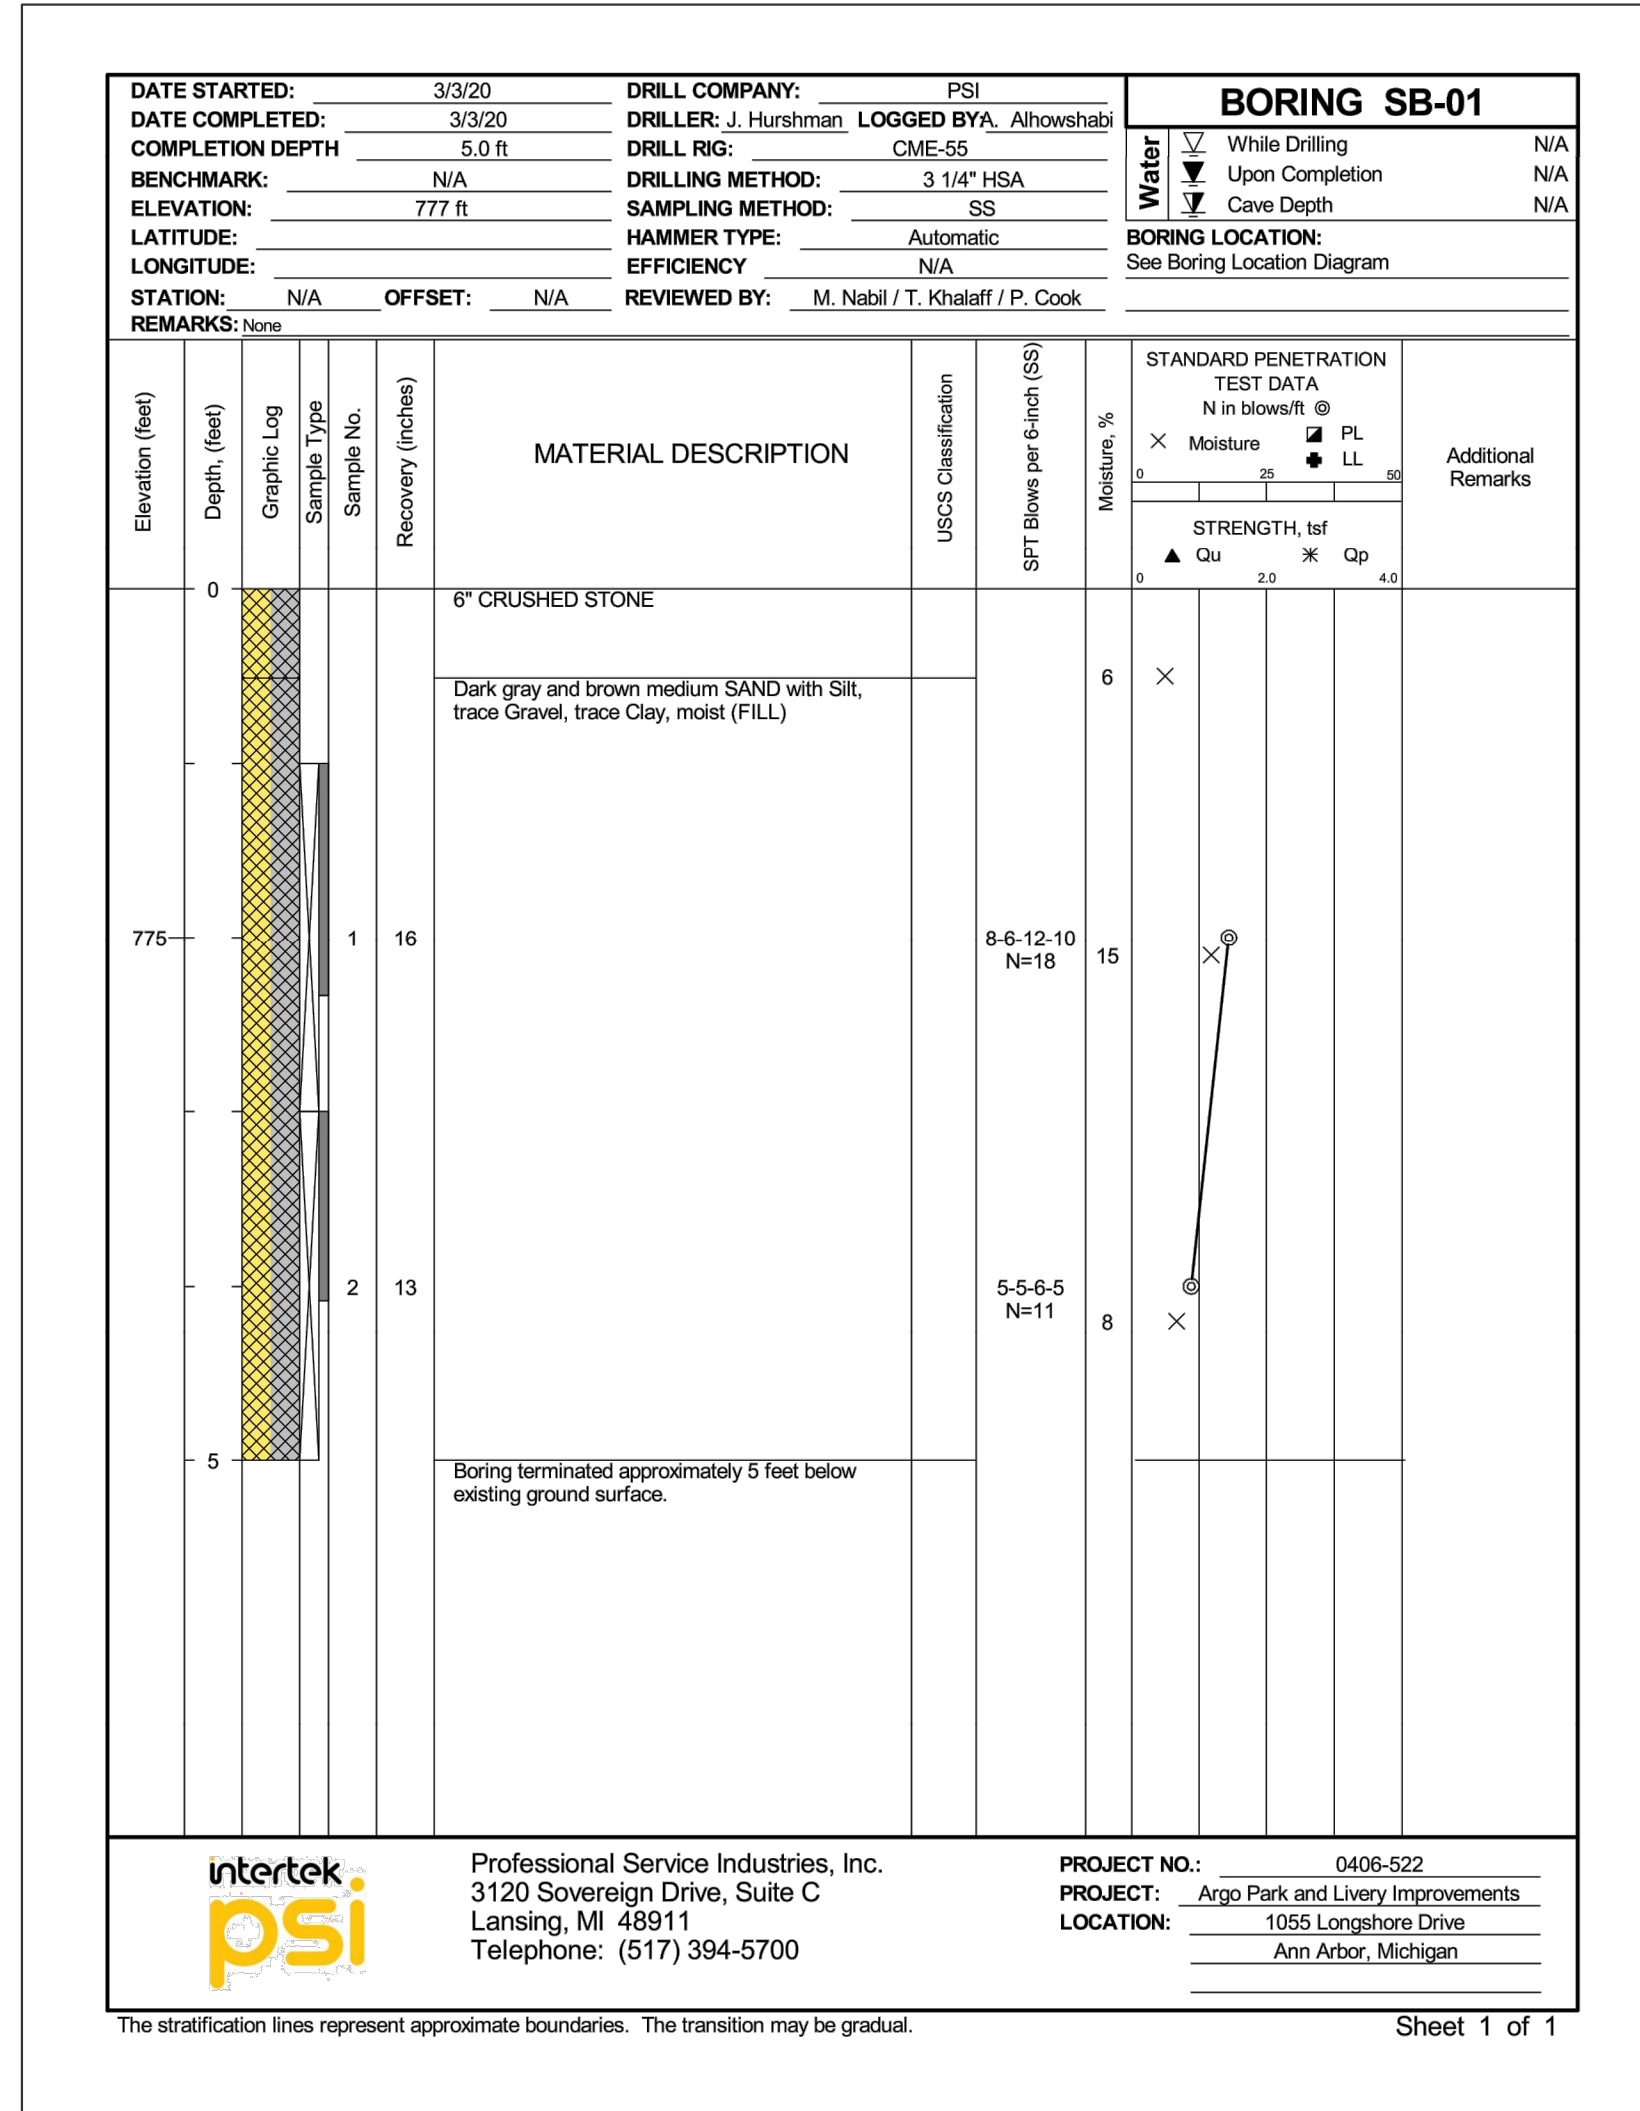 DATE STARTED: 3/3/20 DRILL COMPANY: PSI BORING SB-01
DATE COMPLETED: 3/3/20 DRILLER: J. Hurshman LOGGED BY: A. Alhowshabi
COMPLETION DEPTH 5.0 ft DRILL RIG: CME-55
BENCHMARK: N/A DRILLING METHOD: 3 1/4" HSA
ELEVATION: 777 ft SAMPLING METHOD: SS
LATITUDE: HAMMER TYPE: Automatic
LONGITUDE: EFFICIENCY N/A
STATION: N/A OFFSET: N/A REVIEWED BY: M. Nabil / T. Khalaff / P. Cook
REMARKS: None
Water
While Drilling N/A
Upon Completion N/A
Cave Depth N/A
BORING LOCATION:
See Boring Location Diagram
Elevation (feet)
Depth, (feet)
Graphic Log
Sample Type
Sample No.
Recovery (inches)
MATERIAL DESCRIPTION
USCS Classification
SPT Blows per 6-inch (SS)
Moisture, %
STANDARD PENETRATION
TEST DATA
N in blows/ft
Moisture PL
LL
0 25 50
STRENGTH, tsf
Qu Qp
0 2.0 4.0
Additional
Remarks
0 6" CRUSHED STONE
6
Dark gray and brown medium SAND with Silt,
trace Gravel, trace Clay, moist (FILL)
775 1 16 8-6-12-10
N=18 15
2 13 5-5-6-5
N=11 8
5
Boring terminated approximately 5 feet below
existing ground surface.
intertek
psi
Professional Service Industries, Inc.
3120 Sovereign Drive, Suite C
Lansing, MI 48911
Telephone: (517) 394-5700
PROJECT NO.: 0406-522
PROJECT: Argo Park and Livery Improvements
LOCATION: 1055 Longshore Drive
Ann Arbor, Michigan
The stratification lines represent approximate boundaries. The transition may be gradual. Sheet 1 of 1